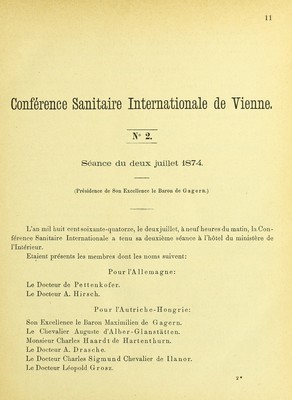 11
Conférence Sanitaire Internationale de Vienne.
N° 2.
Séance du deux juillet 1874.
(Présidence de Son Excellence le Baron de Gagern.)
L'an mil huit cent soixante-quatorze, le deux juillet, à neuf heures du matin, la Con-
férence Sanitaire Internationale a tenu sa deuxième séance à l'hôtel du ministère de
l'Intérieur.
Etaient présents les membres dont les noms suivent:
Pour l'Allemagne:
Le Docteur de Pettenkofer.
Le Docteur A. Hirsch.
Pour l'Autriche-Hongrie:
Son Excellence le Baron Maximilien de Gagern.
Le Chevalier Auguste d'Alber-Glanstätten.
Monsieur Charles Haardt de Hartenthurn.
Le Docteur A. Drasche.
Le Docteur Charles Sigmund Chevalier de Ilanor.
Le Docteur Léopold Grosz.
2*